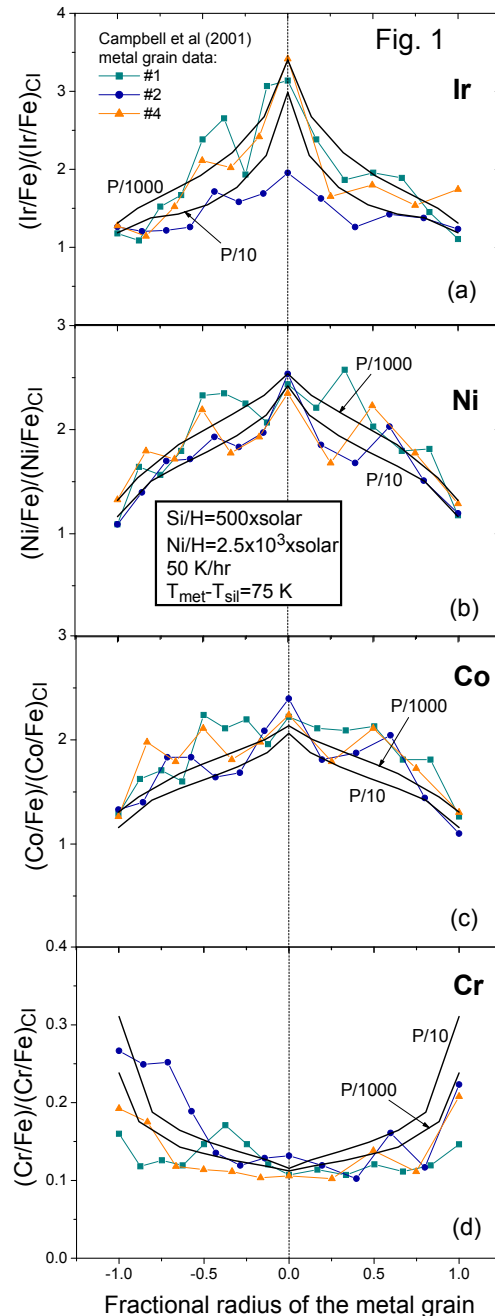 Fig. 1
Campbell et al (2001)
metal grain data:
#1
#2
#4
Ir
(Ir/Fe)/(Ir/Fe)CI
4
3
2
1
0
P/1000
P/10
(a)
Ni
(Ni/Fe)/(Ni/Fe)CI
3
2
1
P/1000
P/10
Si/H=500xsolar
Ni/H=2.5x10³xsolar
50 K/hr
Tmet-Tsil=75 K
(b)
Co
(Co/Fe)/(Co/Fe)CI
3
2
1
P/1000
P/10
(c)
Cr
(Cr/Fe)/(Cr/Fe)CI
0.4
0.3
0.2
0.1
0.0
P/10
P/1000
(d)
-1.0 -0.5 0.0 0.5 1.0
Fractional radius of the metal grain